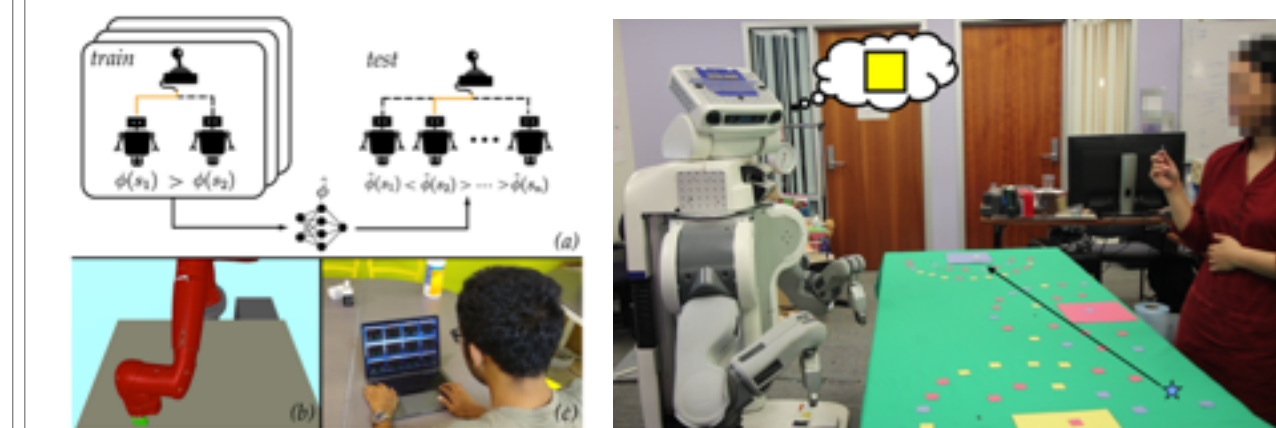 train
test
ϕ(s₁) > ϕ(s₂)
ϕ̂(s₁) < ϕ̂(s₂) > ··· > ϕ̂(sₙ)
ϕ̂
(a)
(b)
(c)